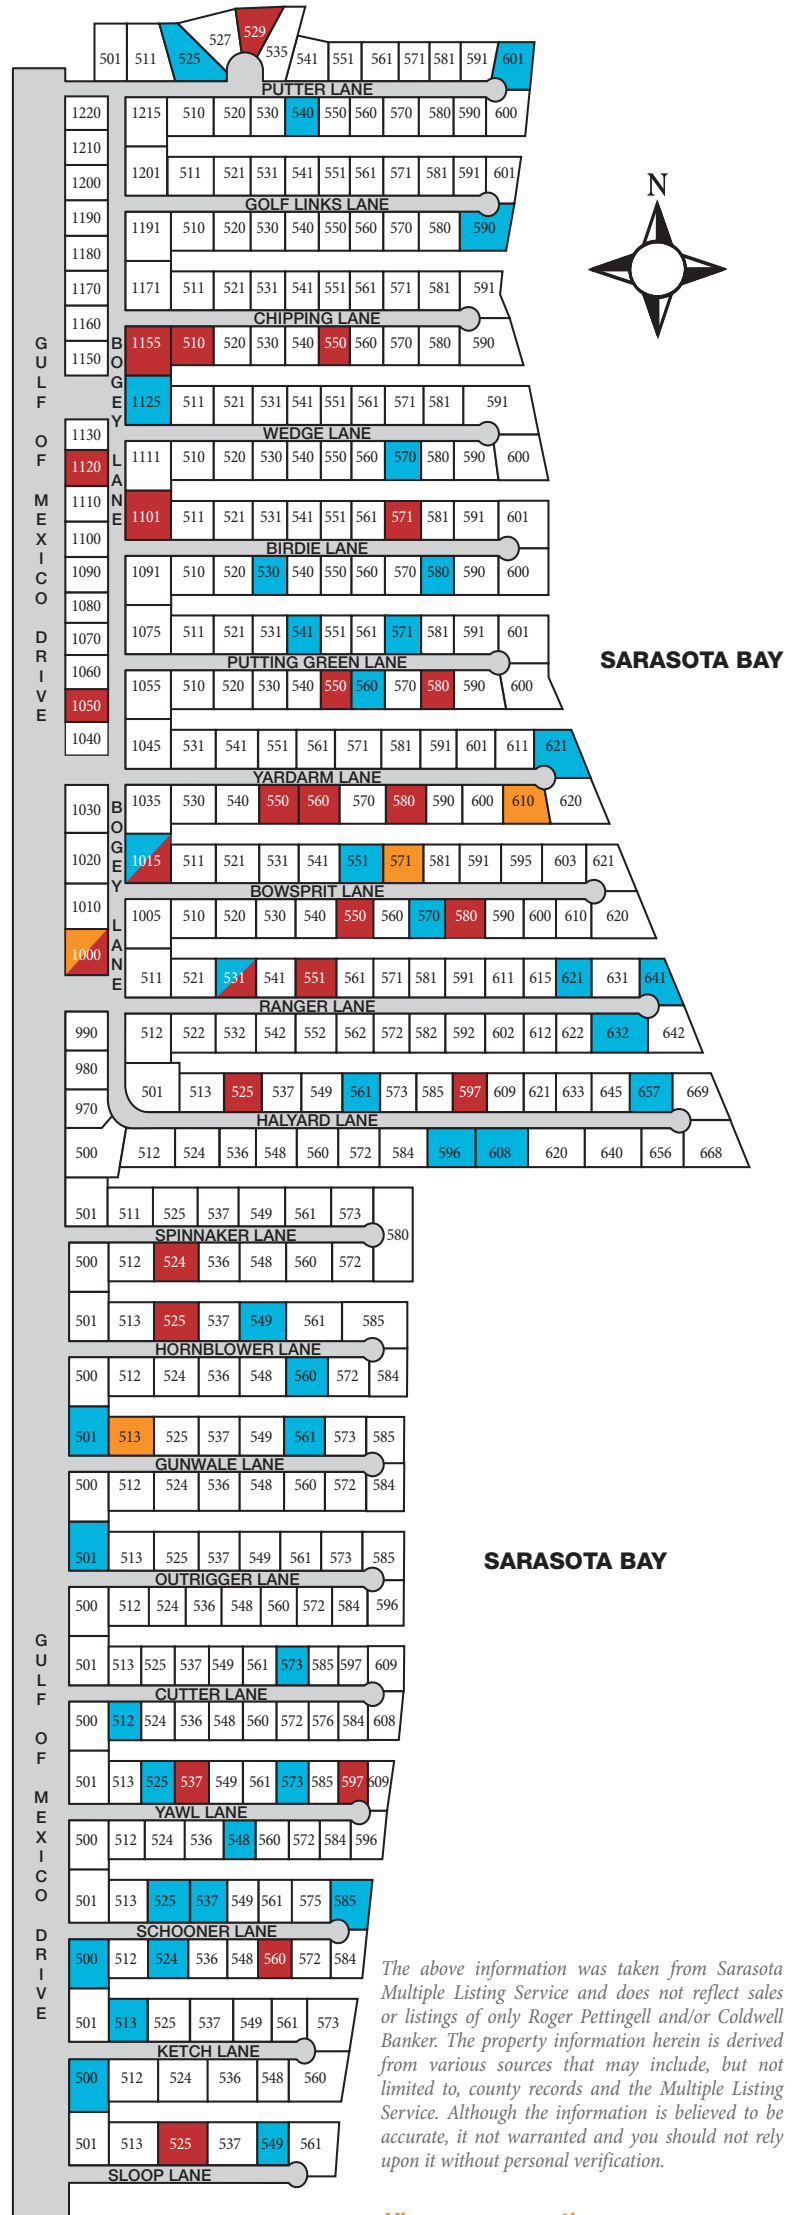 501 511 525 527 529 535 541 551 561 571 581 591 601
PUTTER LANE
1220 1215 510 520 530 540 550 560 570 580 590 600
1210
1200 1201 511 521 531 541 551 561 571 581 591 601
GOLF LINKS LANE
1190 1191 510 520 530 540 550 560 570 580 590
1180
1170 1171 511 521 531 541 551 561 571 581 591
CHIPPING LANE
1160
1150 1155 510 520 530 540 550 560 570 580 590
GULF OF MEXICO DRIVE
BOGEY LANE
1125 511 521 531 541 551 561 571 581 591
WEDGE LANE
1130
1120 1111 510 520 530 540 550 560 570 580 590 600
1110 1101 511 521 531 541 551 561 571 581 591 601
1100
BIRDIE LANE
1090 1091 510 520 530 540 550 560 570 580 590 600
1080
1070 1075 511 521 531 541 551 561 571 581 591 601
PUTTING GREEN LANE
SARASOTA BAY
1060
1050 1055 510 520 530 540 550 560 570 580 590 600
1040 1045 531 541 551 561 571 581 591 601 611 621
YARDARM LANE
1030 1035 530 540 550 560 570 580 590 600 610 620
BOGEY LANE
1020 1015 511 521 531 541 551 571 581 591 595 603 621
BOWSPRIT LANE
1010 1005 510 520 530 540 550 560 570 580 590 600 610 620
1000 511 521 531 541 551 561 571 581 591 611 615 621 631 641
RANGER LANE
990 512 522 532 542 552 562 572 582 592 602 612 622 632 642
980
970 501 513 525 537 549 561 573 585 597 609 621 633 645 657 669
HALYARD LANE
500 512 524 536 548 560 572 584 596 608 620 640 656 668
501 511 525 537 549 561 573 580
SPINNAKER LANE
500 512 524 536 548 560 572
501 513 525 537 549 561 585
HORNBLOWER LANE
500 512 524 536 548 560 572 584
501 513 525 537 549 561 573 585
GUNWALE LANE
500 512 524 536 548 560 572 584
501 513 525 537 549 561 573 585
SARASOTA BAY
OUTRIGGER LANE
500 512 524 536 548 560 572 584 596
GULF OF MEXICO DRIVE
501 513 525 537 549 561 573 585 597 609
CUTTER LANE
500 512 524 536 548 560 572 576 584 608
501 513 525 537 549 561 573 585 597 609
YAWL LANE
500 512 524 536 548 560 572 584 596
501 513 525 537 549 561 575 585
SCHOONER LANE
500 512 524 536 548 560 572 584
501 513 525 537 549 561 573
KETCH LANE
500 512 524 536 548 560
501 513 525 537 549 561
SLOOP LANE
N
The above information was taken from Sarasota
Multiple Listing Service and does not reflect sales
or listings of only Roger Pettingell and/or Coldwell
Banker. The property information herein is derived
from various sources that may include, but not
limited to, county records and the Multiple Listing
Service. Although the information is believed to be
accurate, it not warranted and you should not rely
upon it without personal verification.